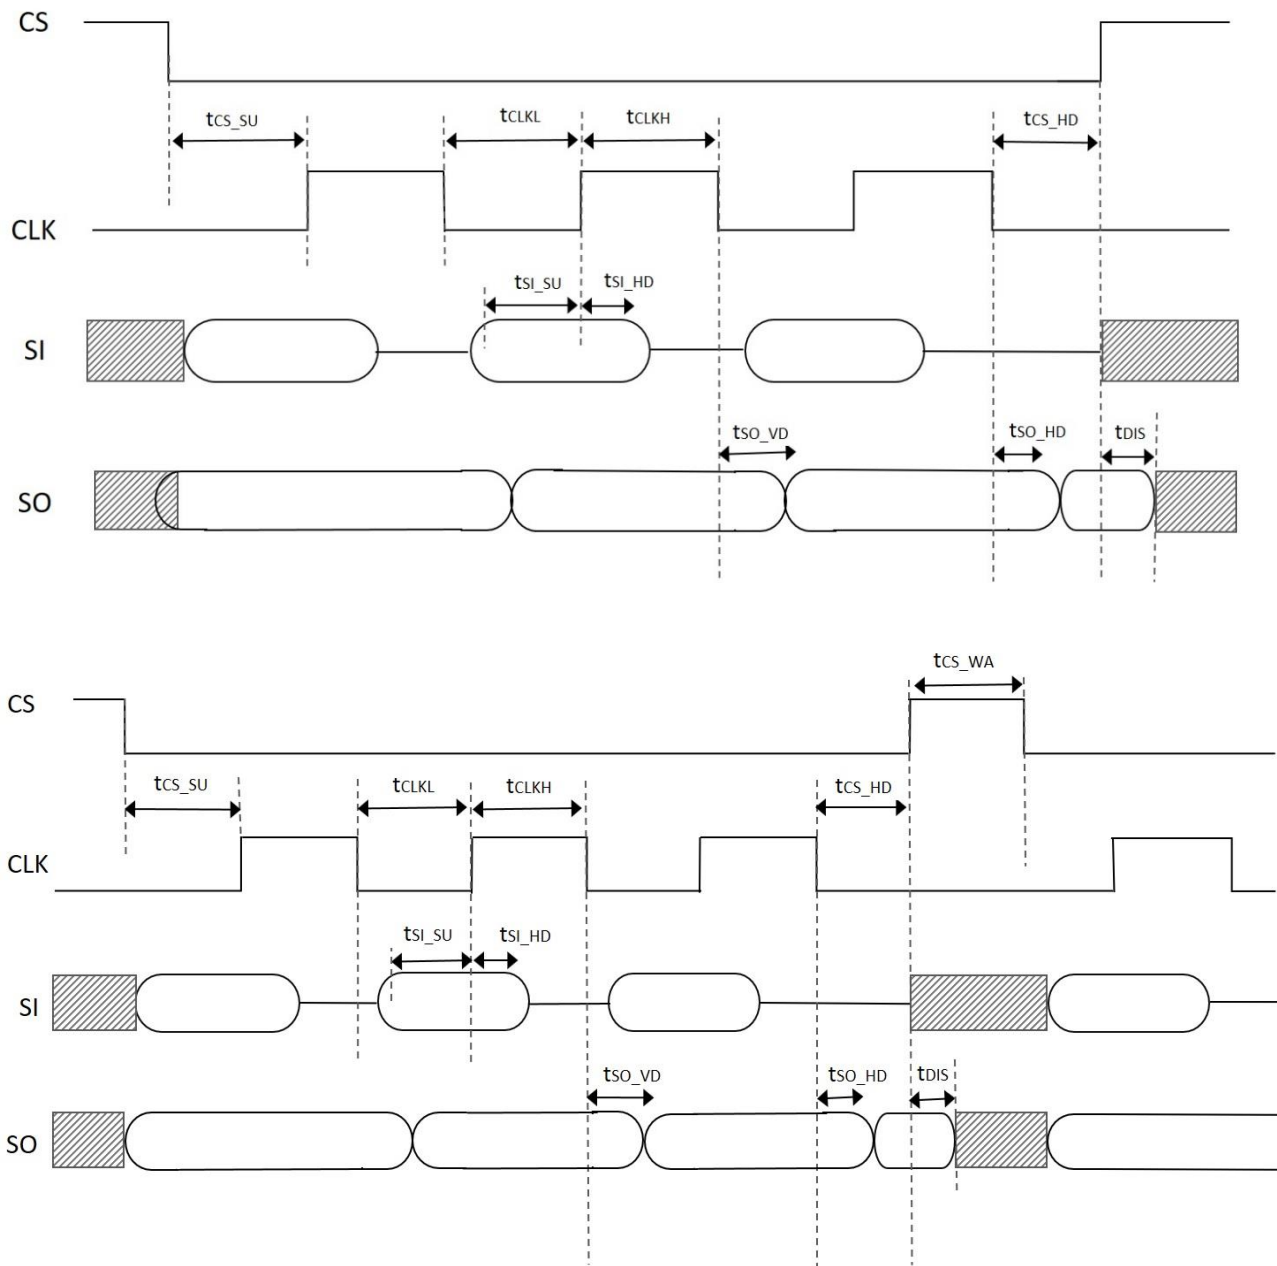 CS
tCS_SU
tCLKL
tCLKH
tCS_HD
CLK
tSI_SU
tSI_HD
SI
tSO_VD
tSO_HD
tDIS
SO
tCS_WA
CS
tCS_SU
tCLKL
tCLKH
tCS_HD
CLK
tSI_SU
tSI_HD
SI
tSO_VD
tSO_HD
tDIS
SO